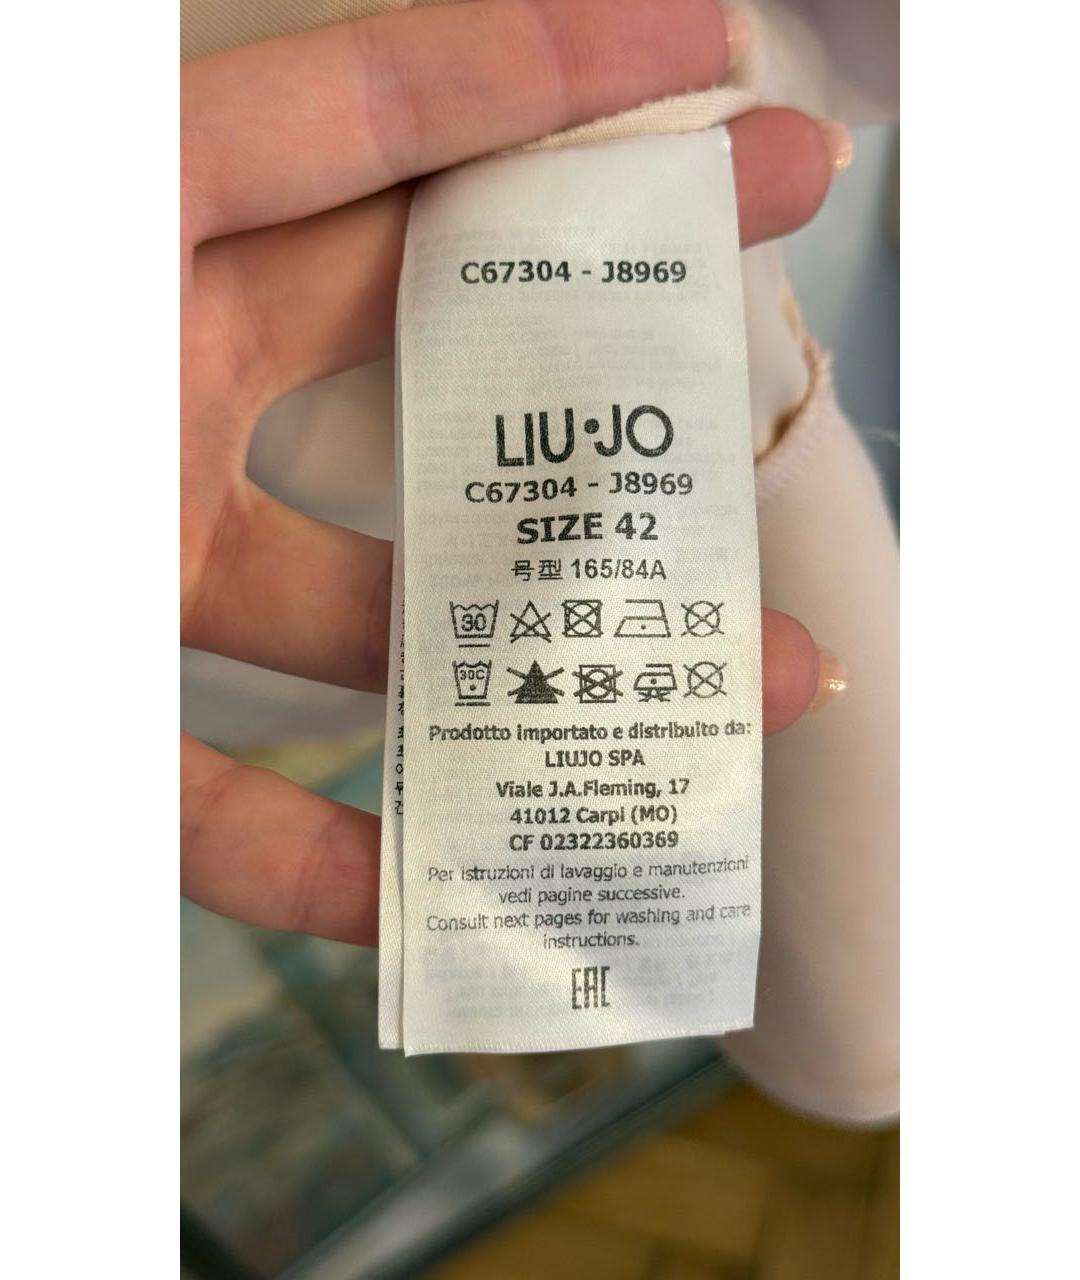 C67304 - J8969
LIU•JO
C67304 - J8969
SIZE 42
号型 165/84A
30
30C
Prodotto importato e distribuito da:
LIUJO SPA
Viale J.A.Fleming, 17
41012 Carpi (MO)
CF 02322360369
Per istruzioni di lavaggio e manutenzioni
vedi pagine successive.
Consult next pages for washing and care
instructions.
EAC